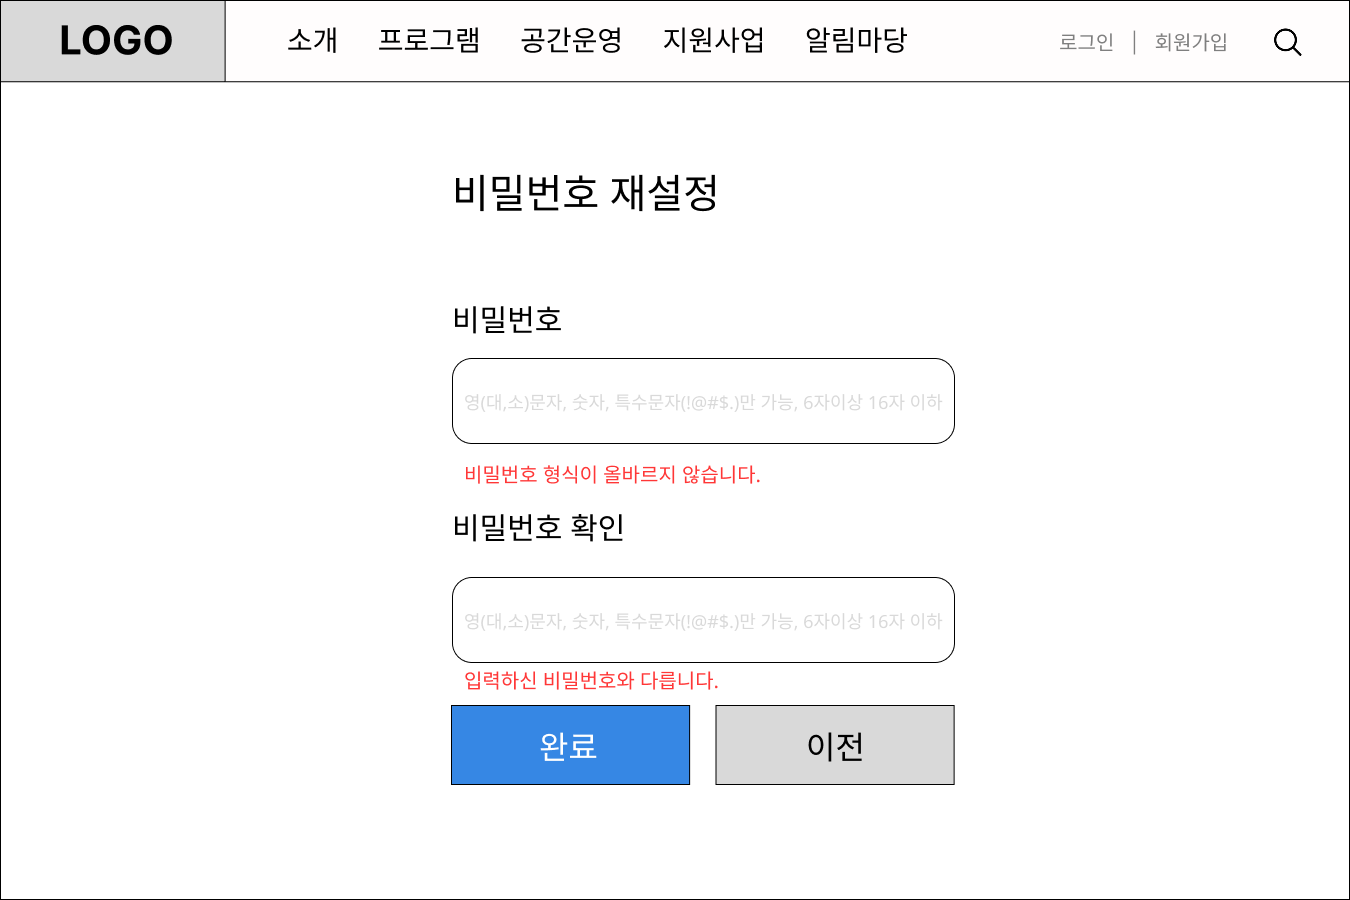 LOGO 소개 프로그램 공간운영 지원사업 알림마당 로그인 | 회원가입
비밀번호 재설정
비밀번호
영(대,소)문자, 숫자, 특수문자(!@#$.)만 가능, 6자이상 16자 이하
비밀번호 형식이 올바르지 않습니다.
비밀번호 확인
영(대,소)문자, 숫자, 특수문자(!@#$.)만 가능, 6자이상 16자 이하
입력하신 비밀번호와 다릅니다.
완료 이전